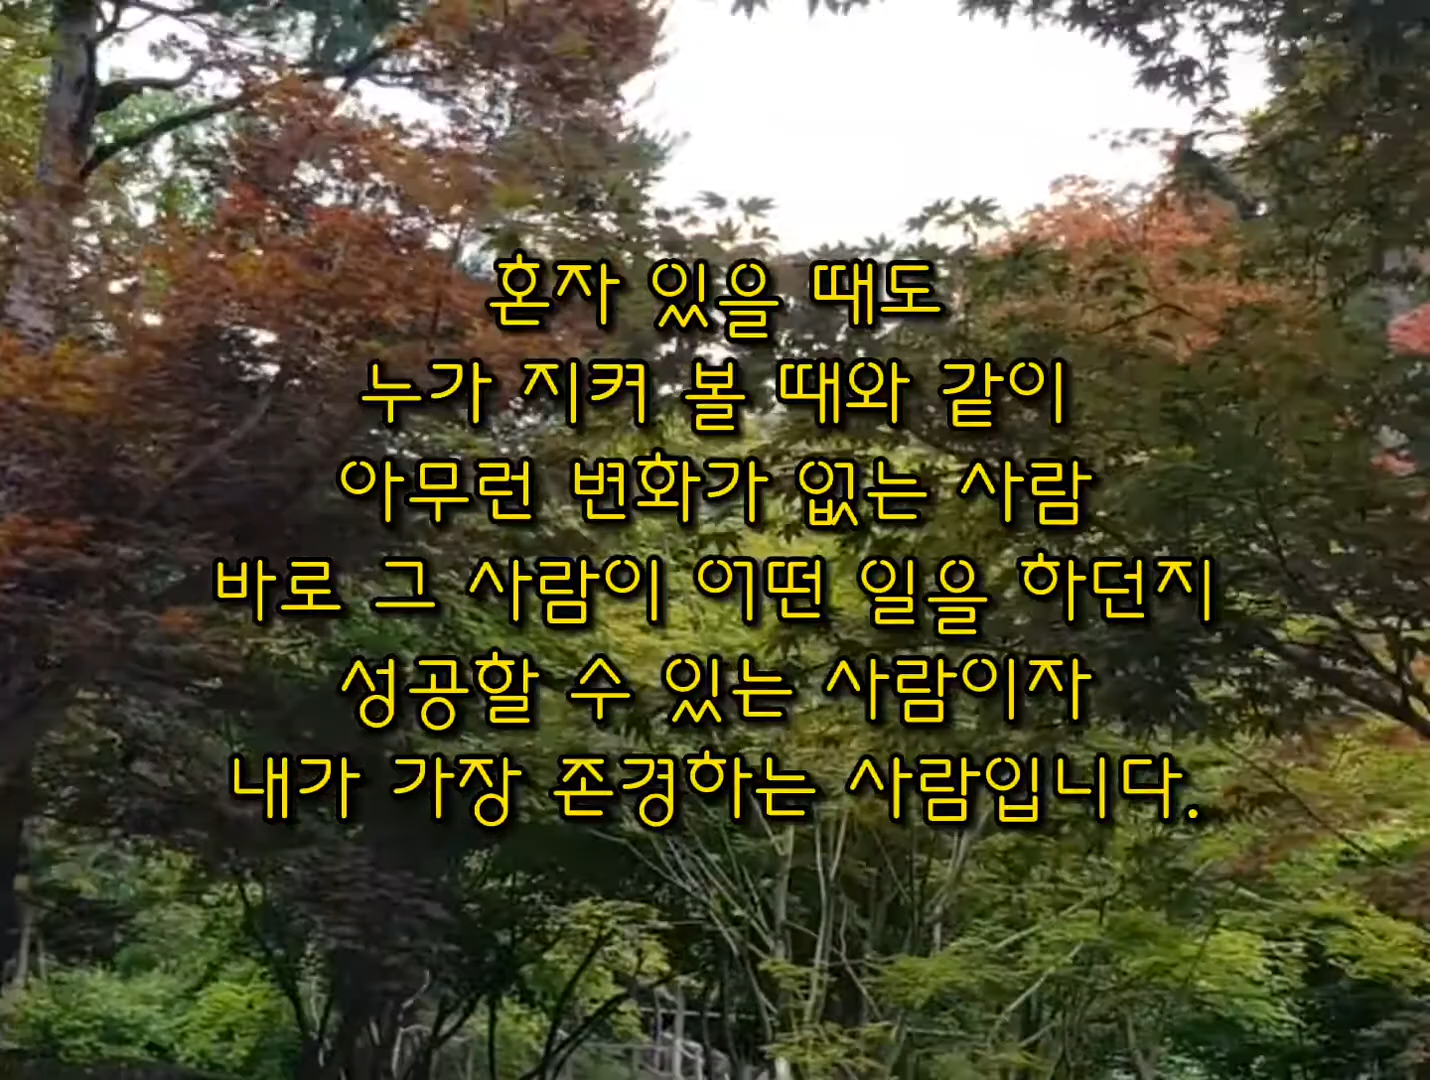 혼자 있을 때도
누가 지켜 볼 때와 같이
아무런 변화가 없는 사람
바로 그 사람이 어떤 일을 하던지
성공할 수 있는 사람이자
내가 가장 존경하는 사람입니다.